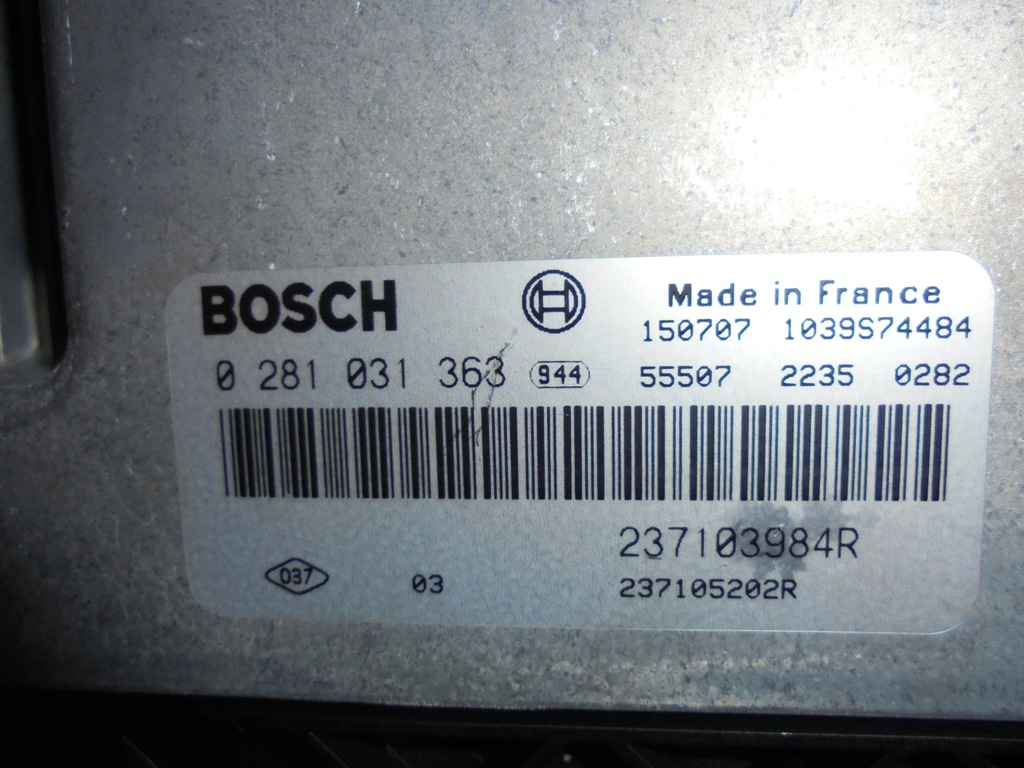 BOSCH Made in France
150707 1039S74484
0 281 031 363 944 55507 2235 0282
237103984R
037 03 237105202R